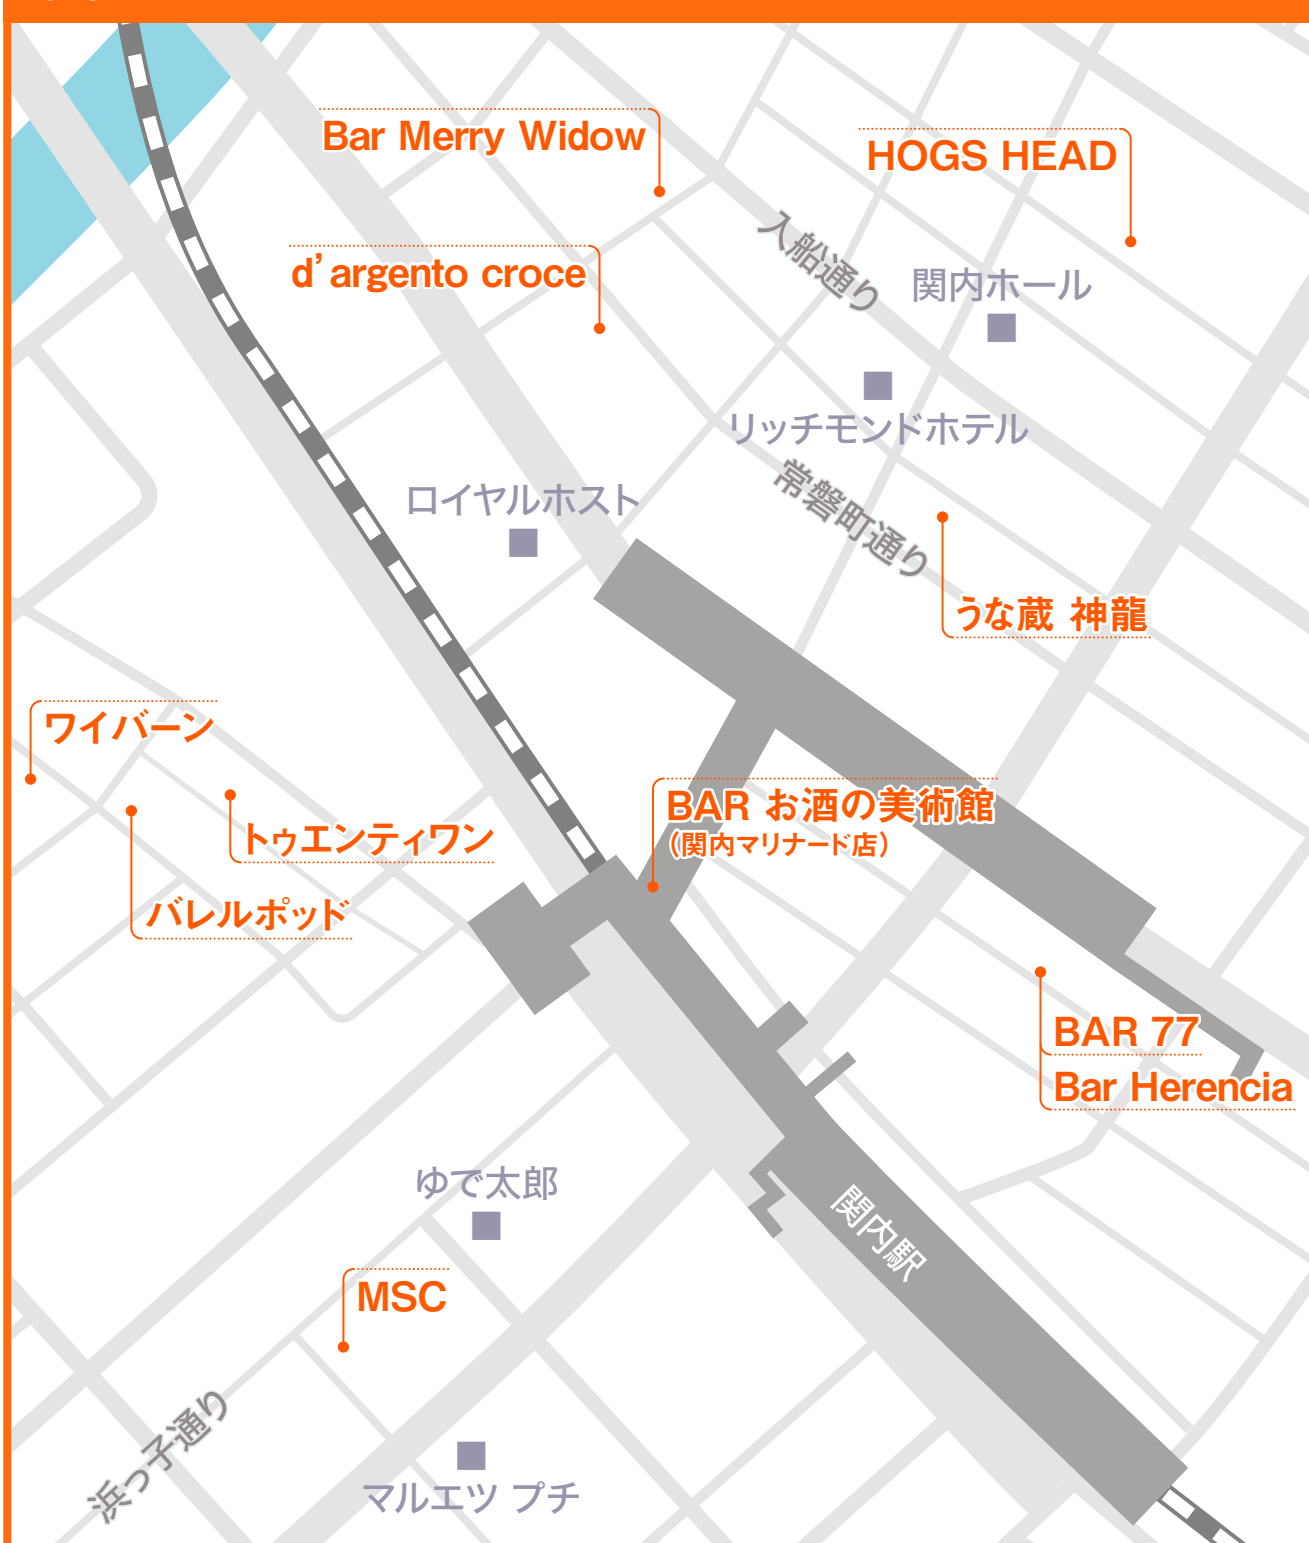 Bar Merry Widow
HOGS HEAD
d’argento croce
入船通り
関内ホール
リッチモンドホテル
ロイヤルホスト
常磐町通り
うな蔵 神龍
ワイバーン
BAR お酒の美術館
（関内マリナード店）
トゥエンティワン
バレルポッド
BAR 77
Bar Herencia
ゆで太郎
関内駅
MSC
浜っ子通り
マルエツ プチ